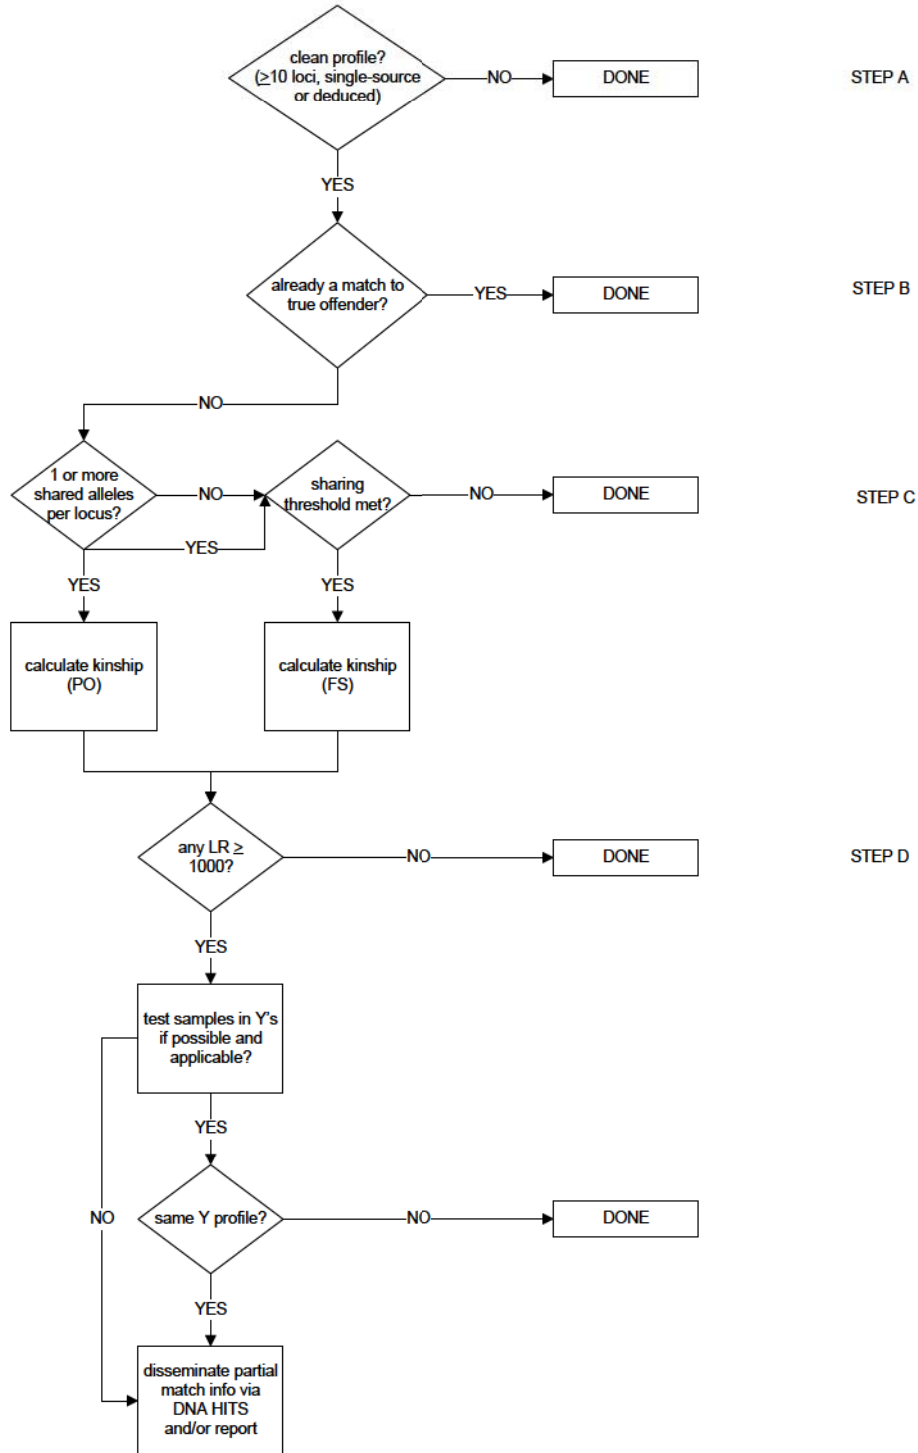 clean profile?
(≥10 loci, single-source
or deduced)
NO
DONE
STEP A
YES
already a match to
true offender?
YES
DONE
STEP B
NO
1 or more
shared alleles
per locus?
NO
sharing
threshold met?
NO
DONE
STEP C
YES
YES
YES
calculate kinship
(PO)
calculate kinship
(FS)
any LR ≥
1000?
NO
DONE
STEP D
YES
test samples in Y's
if possible and
applicable?
YES
NO
same Y profile?
NO
DONE
YES
disseminate partial
match info via
DNA HITS
and/or report